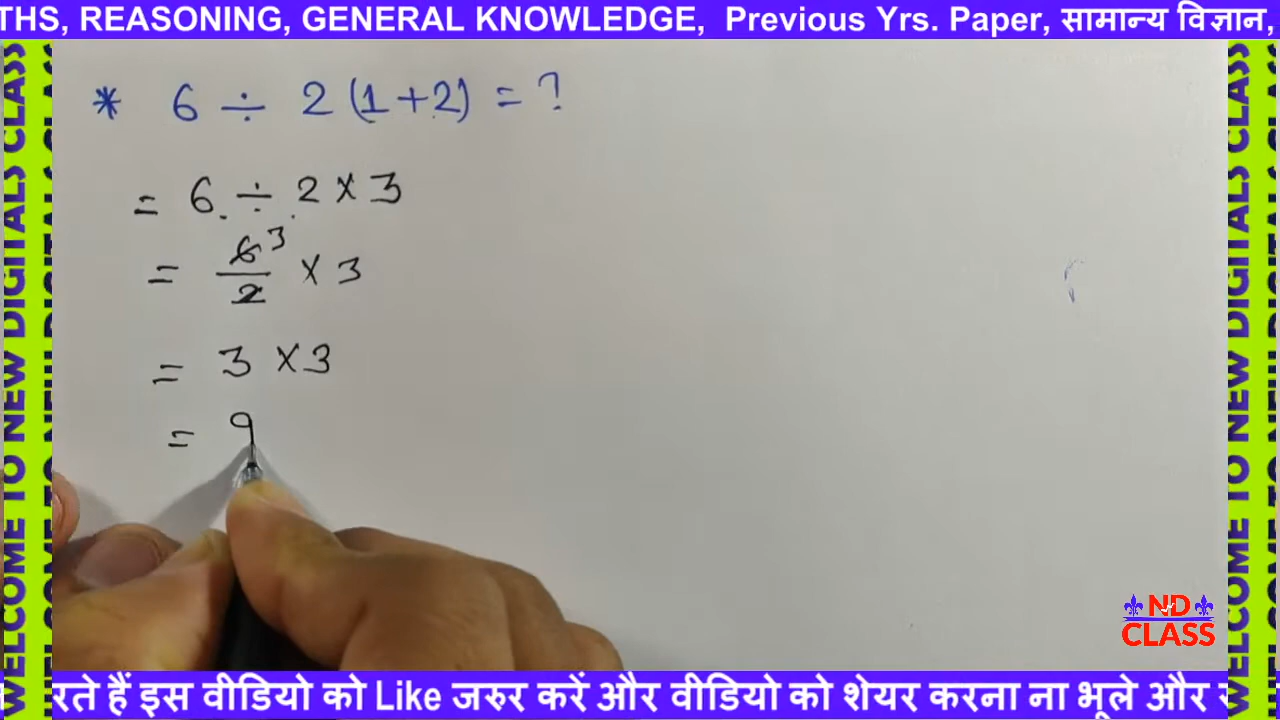 THS, REASONING, GENERAL KNOWLEDGE, Previous Yrs. Paper, सामान्य विज्ञान,
* 6 ÷ 2 (1+2) = ?
= 6 ÷ 2 × 3
= 6/2 3 × 3
= 3 × 3
= 9
WELCOME TO NEW DIGITALS CLASS
WELCOME TO NEW DIGITALS CLASS
ND
CLASS
रते हैं इस वीडियो को Like जरुर करें और वीडियो को शेयर करना ना भूले और